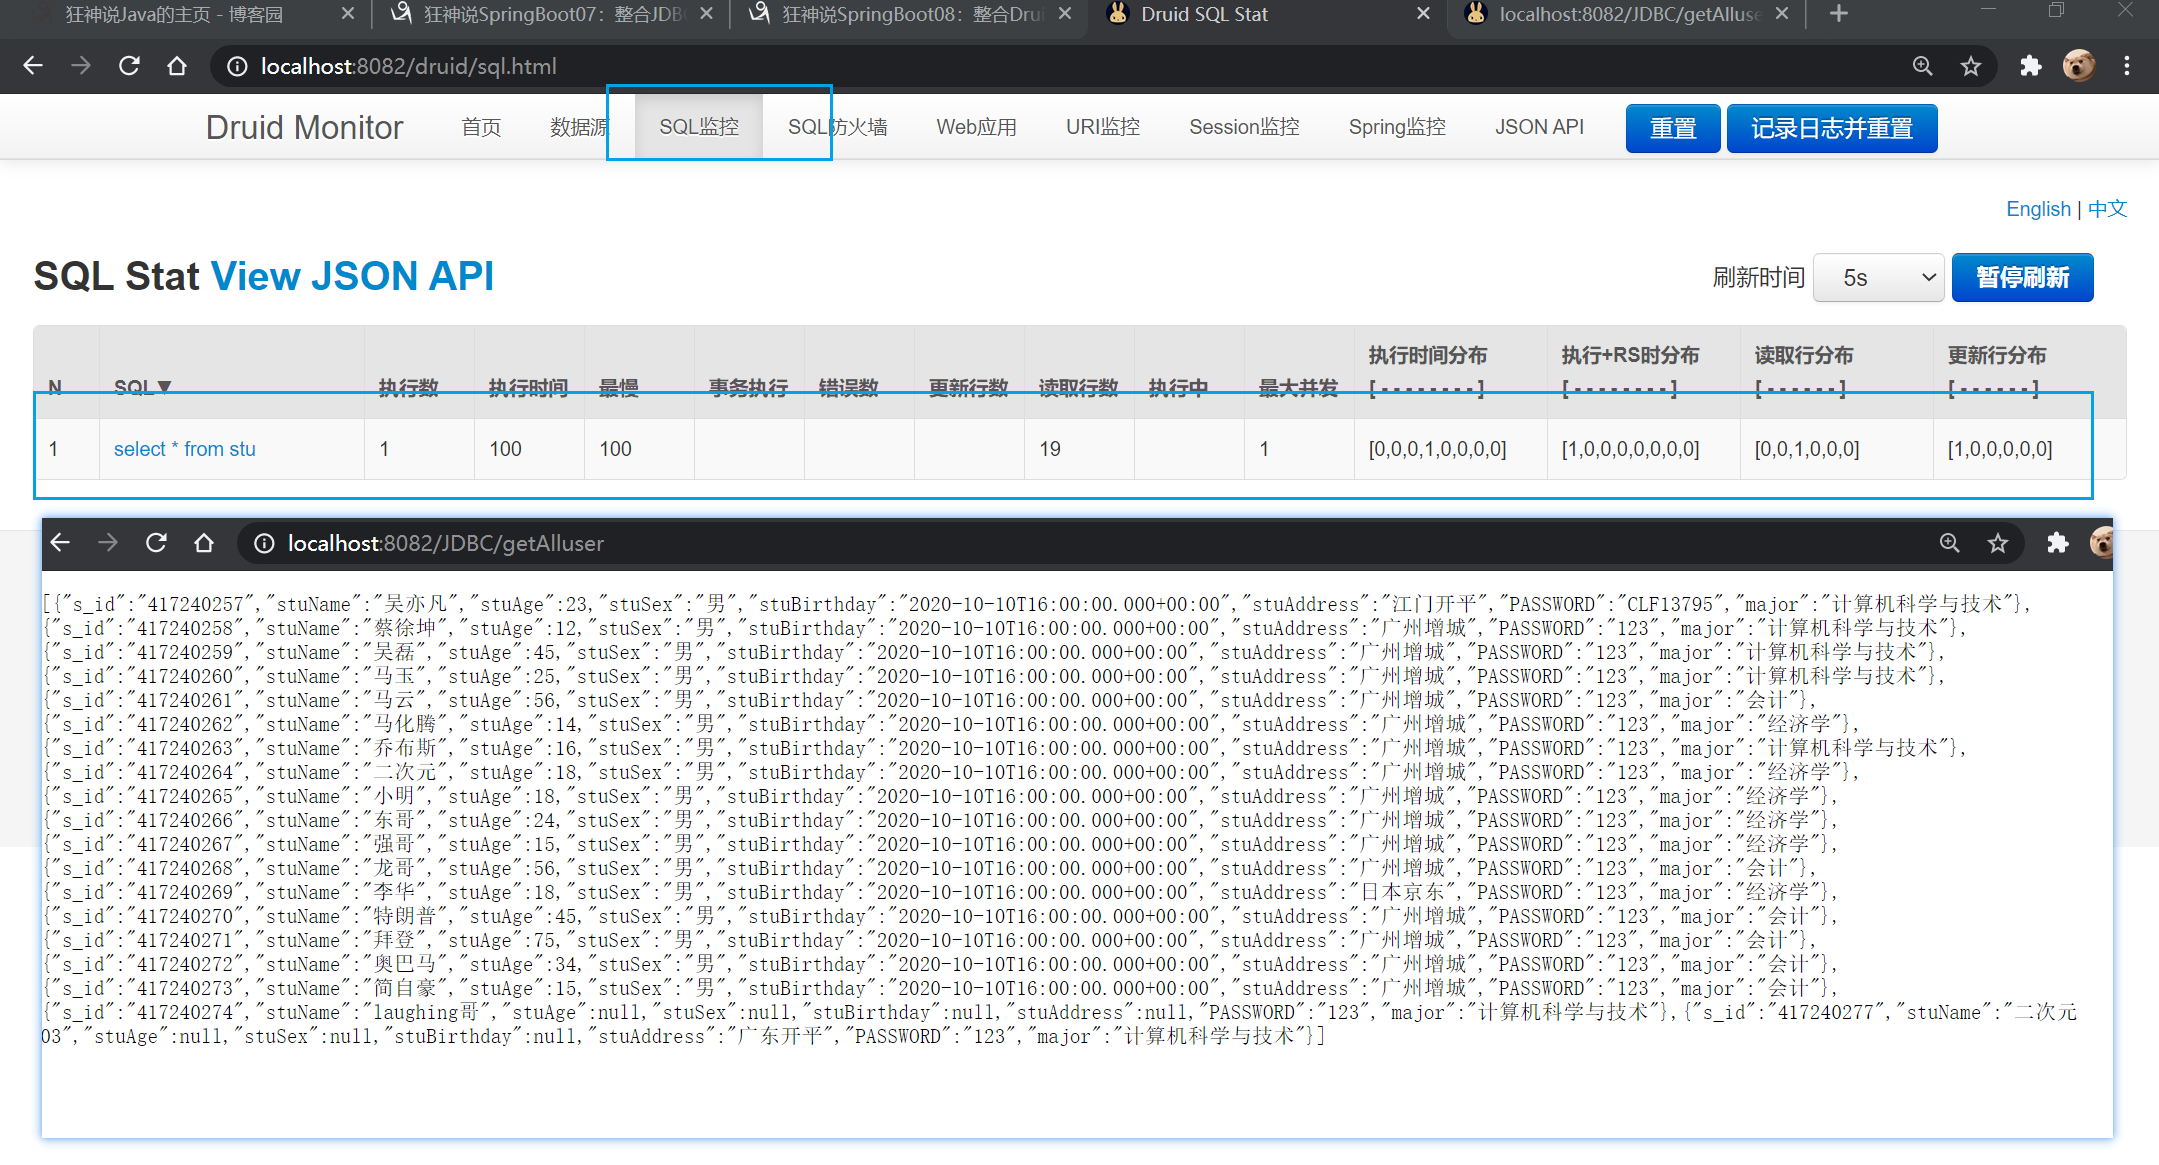 狂神说Java的主页 - 博客园
狂神说SpringBoot07：整合JDBC
狂神说SpringBoot08：整合Drui
Druid SQL Stat
localhost:8082/JDBC/getAlluse
localhost:8082/druid/sql.html
Druid Monitor 首页 数据源 SQL监控 SQL防火墙 Web应用 URI监控 Session监控 Spring监控 JSON API 重置 记录日志并重置
English | 中文
SQL Stat View JSON API 刷新时间 5s 暂停刷新
N SQL▼ 执行数 执行时间 最慢 事务执行 错误数 更新行数 读取行数 执行中 最大并发 执行时间分布 [ - - - - - - - - ] 执行+RS时分布 [ - - - - - - - - ] 读取行分布 [ - - - - - - ] 更新行分布 [ - - - - - - ]
1 select * from stu 1 100 100 19 1 [0,0,0,1,0,0,0,0] [1,0,0,0,0,0,0,0] [0,0,1,0,0,0] [1,0,0,0,0,0]
localhost:8082/JDBC/getAlluser
[{"s_id":"417240257","stuName":"吴亦凡","stuAge":23,"stuSex":"男","stuBirthday":"2020-10-10T16:00:00.000+00:00","stuAddress":"江门开平","PASSWORD":"CLF13795","major":"计算机科学与技术"},
{"s_id":"417240258","stuName":"蔡徐坤","stuAge":12,"stuSex":"男","stuBirthday":"2020-10-10T16:00:00.000+00:00","stuAddress":"广州增城","PASSWORD":"123","major":"计算机科学与技术"},
{"s_id":"417240259","stuName":"吴磊","stuAge":45,"stuSex":"男","stuBirthday":"2020-10-10T16:00:00.000+00:00","stuAddress":"广州增城","PASSWORD":"123","major":"计算机科学与技术"},
{"s_id":"417240260","stuName":"马玉","stuAge":25,"stuSex":"男","stuBirthday":"2020-10-10T16:00:00.000+00:00","stuAddress":"广州增城","PASSWORD":"123","major":"计算机科学与技术"},
{"s_id":"417240261","stuName":"马云","stuAge":56,"stuSex":"男","stuBirthday":"2020-10-10T16:00:00.000+00:00","stuAddress":"广州增城","PASSWORD":"123","major":"会计"},
{"s_id":"417240262","stuName":"马化腾","stuAge":14,"stuSex":"男","stuBirthday":"2020-10-10T16:00:00.000+00:00","stuAddress":"广州增城","PASSWORD":"123","major":"经济学"},
{"s_id":"417240263","stuName":"乔布斯","stuAge":16,"stuSex":"男","stuBirthday":"2020-10-10T16:00:00.000+00:00","stuAddress":"广州增城","PASSWORD":"123","major":"计算机科学与技术"},
{"s_id":"417240264","stuName":"二次元","stuAge":18,"stuSex":"男","stuBirthday":"2020-10-10T16:00:00.000+00:00","stuAddress":"广州增城","PASSWORD":"123","major":"经济学"},
{"s_id":"417240265","stuName":"小明","stuAge":18,"stuSex":"男","stuBirthday":"2020-10-10T16:00:00.000+00:00","stuAddress":"广州增城","PASSWORD":"123","major":"经济学"},
{"s_id":"417240266","stuName":"东哥","stuAge":24,"stuSex":"男","stuBirthday":"2020-10-10T16:00:00.000+00:00","stuAddress":"广州增城","PASSWORD":"123","major":"经济学"},
{"s_id":"417240267","stuName":"强哥","stuAge":15,"stuSex":"男","stuBirthday":"2020-10-10T16:00:00.000+00:00","stuAddress":"广州增城","PASSWORD":"123","major":"经济学"},
{"s_id":"417240268","stuName":"龙哥","stuAge":56,"stuSex":"男","stuBirthday":"2020-10-10T16:00:00.000+00:00","stuAddress":"广州增城","PASSWORD":"123","major":"会计"},
{"s_id":"417240269","stuName":"李华","stuAge":18,"stuSex":"男","stuBirthday":"2020-10-10T16:00:00.000+00:00","stuAddress":"日本京东","PASSWORD":"123","major":"经济学"},
{"s_id":"417240270","stuName":"特朗普","stuAge":45,"stuSex":"男","stuBirthday":"2020-10-10T16:00:00.000+00:00","stuAddress":"广州增城","PASSWORD":"123","major":"会计"},
{"s_id":"417240271","stuName":"拜登","stuAge":75,"stuSex":"男","stuBirthday":"2020-10-10T16:00:00.000+00:00","stuAddress":"广州增城","PASSWORD":"123","major":"会计"},
{"s_id":"417240272","stuName":"奥巴马","stuAge":34,"stuSex":"男","stuBirthday":"2020-10-10T16:00:00.000+00:00","stuAddress":"广州增城","PASSWORD":"123","major":"会计"},
{"s_id":"417240273","stuName":"简自豪","stuAge":15,"stuSex":"男","stuBirthday":"2020-10-10T16:00:00.000+00:00","stuAddress":"广州增城","PASSWORD":"123","major":"会计"},
{"s_id":"417240274","stuName":"laughing哥","stuAge":null,"stuSex":null,"stuBirthday":null,"stuAddress":null,"PASSWORD":"123","major":"计算机科学与技术"},{"s_id":"417240277","stuName":"二次元
03","stuAge":null,"stuSex":null,"stuBirthday":null,"stuAddress":"广东开平","PASSWORD":"123","major":"计算机科学与技术"}]